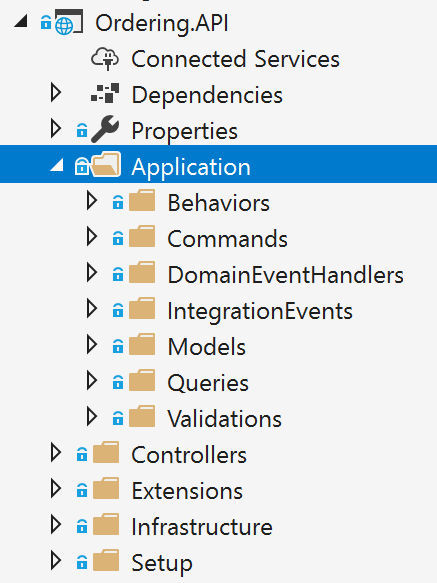 Ordering.API
Connected Services
Dependencies
Properties
Application
Behaviors
Commands
DomainEventHandlers
IntegrationEvents
Models
Queries
Validations
Controllers
Extensions
Infrastructure
Setup